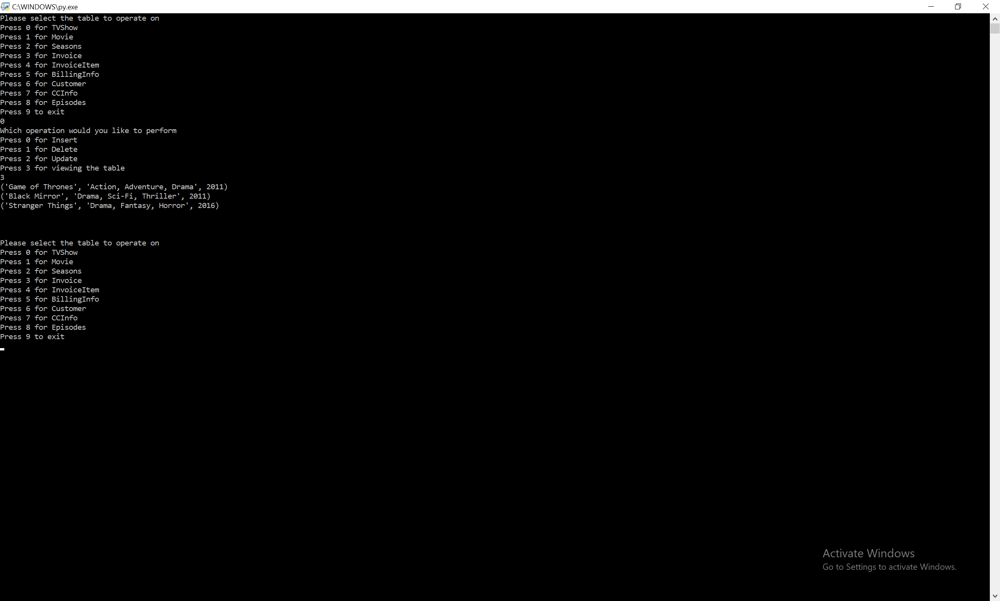 C:\WINDOWS\py.exe
Please select the table to operate on
Press 0 for TVShow
Press 1 for Movie
Press 2 for Seasons
Press 3 for Invoice
Press 4 for InvoiceItem
Press 5 for BillingInfo
Press 6 for Customer
Press 7 for CCInfo
Press 8 for Episodes
Press 9 to exit
0
Which operation would you like to perform
Press 0 for Insert
Press 1 for Delete
Press 2 for Update
Press 3 for viewing the table
3
('Game of Thrones', 'Action, Adventure, Drama', 2011)
('Black Mirror', 'Drama, Sci-Fi, Thriller', 2011)
('Stranger Things', 'Drama, Fantasy, Horror', 2016)
Please select the table to operate on
Press 0 for TVShow
Press 1 for Movie
Press 2 for Seasons
Press 3 for Invoice
Press 4 for InvoiceItem
Press 5 for BillingInfo
Press 6 for Customer
Press 7 for CCInfo
Press 8 for Episodes
Press 9 to exit
Activate Windows
Go to Settings to activate Windows.